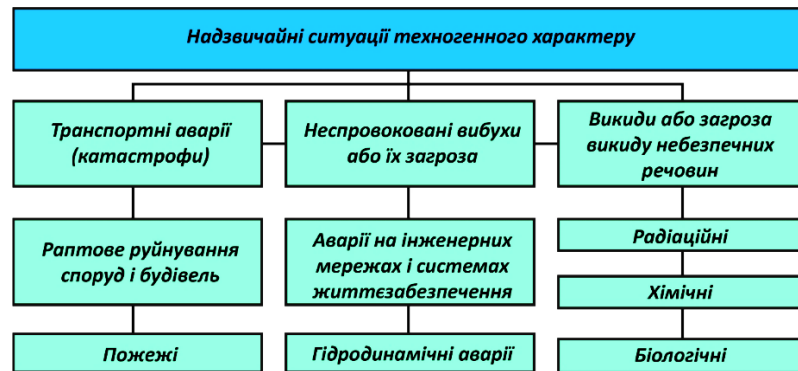 Надзвичайні ситуації техногенного характеру
Транспортні аварії
(катастрофи)
Неспровоковані вибухи
або їх загроза
Викиди або загроза
викиду небезпечних
речовин
Раптове руйнування
споруд і будівель
Аварії на інженерних
мережах і системах
життєзабезпечення
Радіаційні
Хімічні
Пожежі
Гідродинамічні аварії
Біологічні